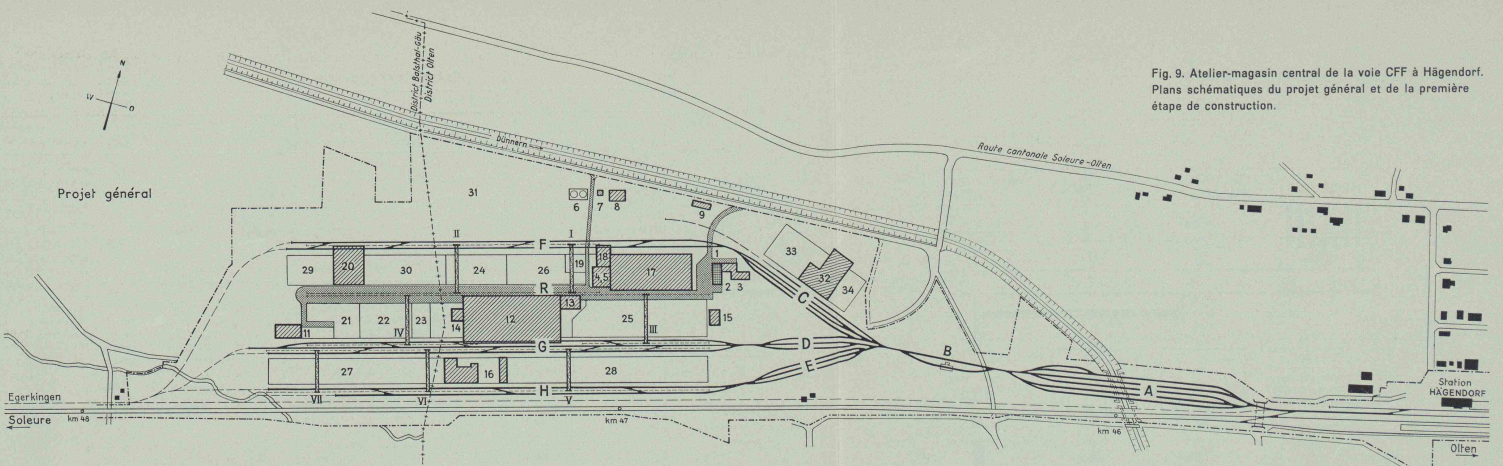 Fig. 9. Atelier-magasin central de la voie CFF à Hägendorf.
Plans schématiques du projet général et de la première
étape de construction.
N
W
O
District Balsthal-Gäu
District Olten
Dünnern
Route cantonale Soleure-Olten
Projet général
31
6
7
8
9
II
I
F
1
33
32
34
29
20
30
24
26
19
18
4,5
17
2
3
R
C
13
21
22
IV
23
14
12
25
III
15
11
G
D
B
27
16
28
E
A
VII
VI
H
V
Egerkingen
Soleure
km 48
km 47
km 46
Station
HÄGENDORF
Olten